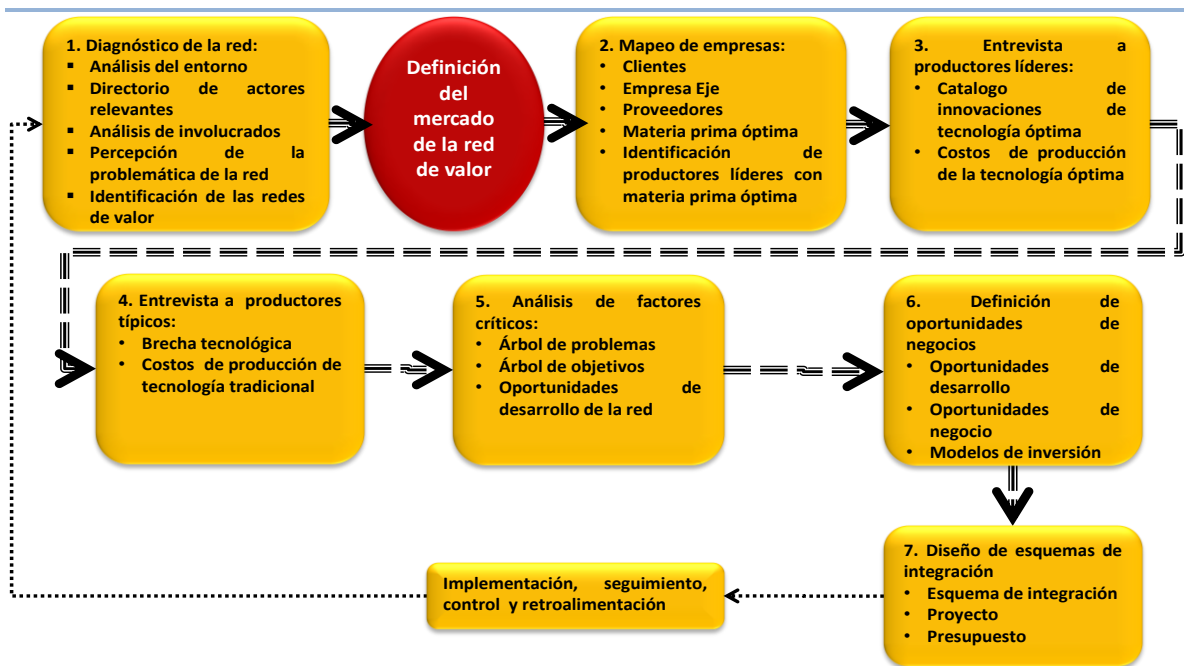 1. Diagnóstico de la red:
▪ Análisis del entorno
▪ Directorio de actores
relevantes
▪ Análisis de involucrados
▪ Percepción de la
problemática de la red
▪ Identificación de las redes
de valor
Definición
del
mercado
de la red
de valor
2. Mapeo de empresas:
• Clientes
• Empresa Eje
• Proveedores
• Materia prima óptima
• Identificación de
productores líderes con
materia prima óptima
3. Entrevista a
productores líderes:
• Catalogo de
innovaciones de
tecnología óptima
• Costos de producción
de la tecnología óptima
4. Entrevista a productores
típicos:
• Brecha tecnológica
• Costos de producción de
tecnología tradicional
5. Análisis de factores
críticos:
• Árbol de problemas
• Árbol de objetivos
• Oportunidades de
desarrollo de la red
6. Definición de
oportunidades de
negocios
• Oportunidades de
desarrollo
• Oportunidades de
negocio
• Modelos de inversión
7. Diseño de esquemas de
integración
• Esquema de integración
• Proyecto
• Presupuesto
Implementación, seguimiento,
control y retroalimentación